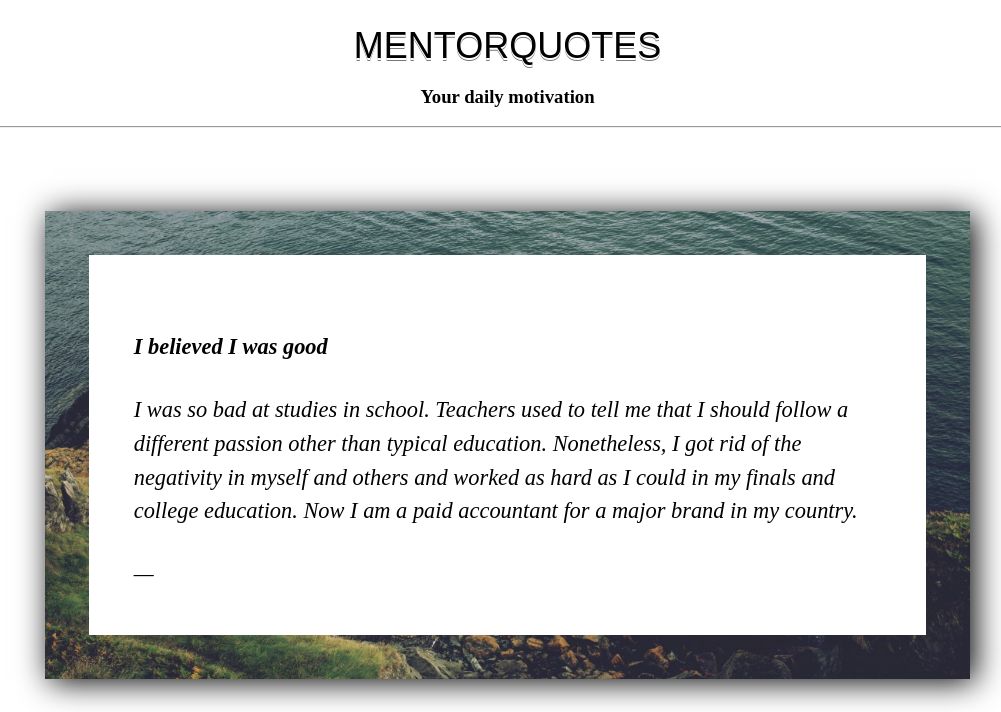 MENTORQUOTES
Your daily motivation
I believed I was good
I was so bad at studies in school. Teachers used to tell me that I should follow a
different passion other than typical education. Nonetheless, I got rid of the
negativity in myself and others and worked as hard as I could in my finals and
college education. Now I am a paid accountant for a major brand in my country.
—